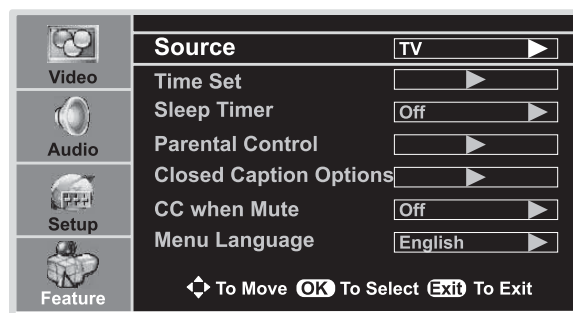 Video
Audio
Setup
Feature
Source TV
Time Set
Sleep Timer Off
Parental Control
Closed Caption Options
CC when Mute Off
Menu Language English
To Move OK To Select Exit To Exit